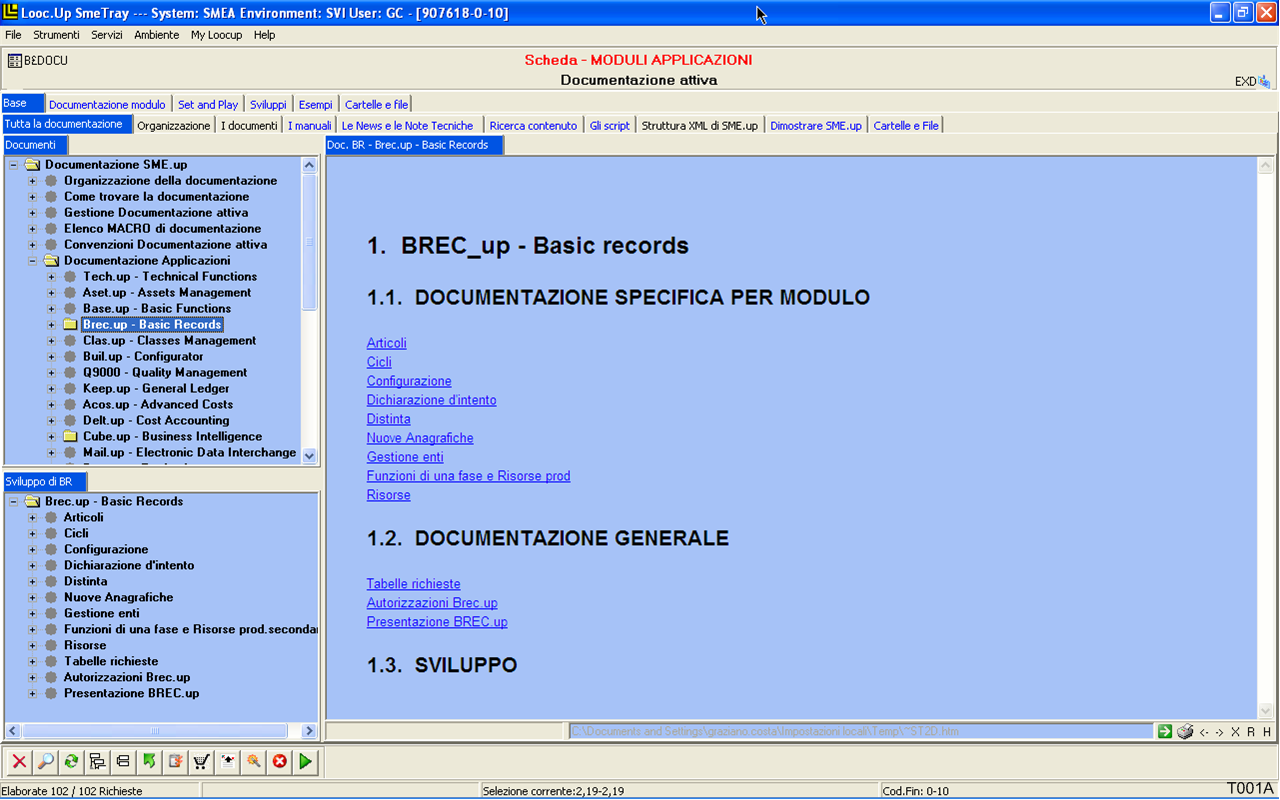 Looc.Up SmeTray --- System: SMEA Environment: SVI User: GC - [907618-0-10]
File Strumenti Servizi Ambiente My Loocup Help
B£DOCU
Scheda - MODULI APPLICAZIONI
Documentazione attiva
EXD
Base Documentazione modulo Set and Play Sviluppi Esempi Cartelle e file
Tutta la documentazione Organizzazione I documenti I manuali Le News e le Note Tecniche Ricerca contenuto Gli script Struttura XML di SME.up Dimostrare SME.up Cartelle e File
Documenti
Documentazione SME.up
Organizzazione della documentazione
Come trovare la documentazione
Gestione Documentazione attiva
Elenco MACRO di documentazione
Convenzioni Documentazione attiva
Documentazione Applicazioni
Tech.up - Technical Functions
Aset.up - Assets Management
Base.up - Basic Functions
Brec.up - Basic Records
Clas.up - Classes Management
Buil.up - Configurator
Q9000 - Quality Management
Keep.up - General Ledger
Acos.up - Advanced Costs
Delt.up - Cost Accounting
Cube.up - Business Intelligence
Mail.up - Electronic Data Interchange
Sviluppo di BR
Brec.up - Basic Records
Articoli
Cicli
Configurazione
Dichiarazione d'intento
Distinta
Nuove Anagrafiche
Gestione enti
Funzioni di una fase e Risorse prod.secondar
Risorse
Tabelle richieste
Autorizzazioni Brec.up
Presentazione BREC.up
Doc. BR - Brec.up - Basic Records
1. BREC_up - Basic records
1.1. DOCUMENTAZIONE SPECIFICA PER MODULO
Articoli
Cicli
Configurazione
Dichiarazione d'intento
Distinta
Nuove Anagrafiche
Gestione enti
Funzioni di una fase e Risorse prod
Risorse
1.2. DOCUMENTAZIONE GENERALE
Tabelle richieste
Autorizzazioni Brec.up
Presentazione BREC.up
1.3. SVILUPPO
C:\Documents and Settings\graziano.costa\Impostazioni locali\Temp\^ST2D.htm
<- -> X R H
Elaborate 102 / 102 Richieste Selezione corrente:2,19-2,19 Cod.Fin: 0-10 T001A